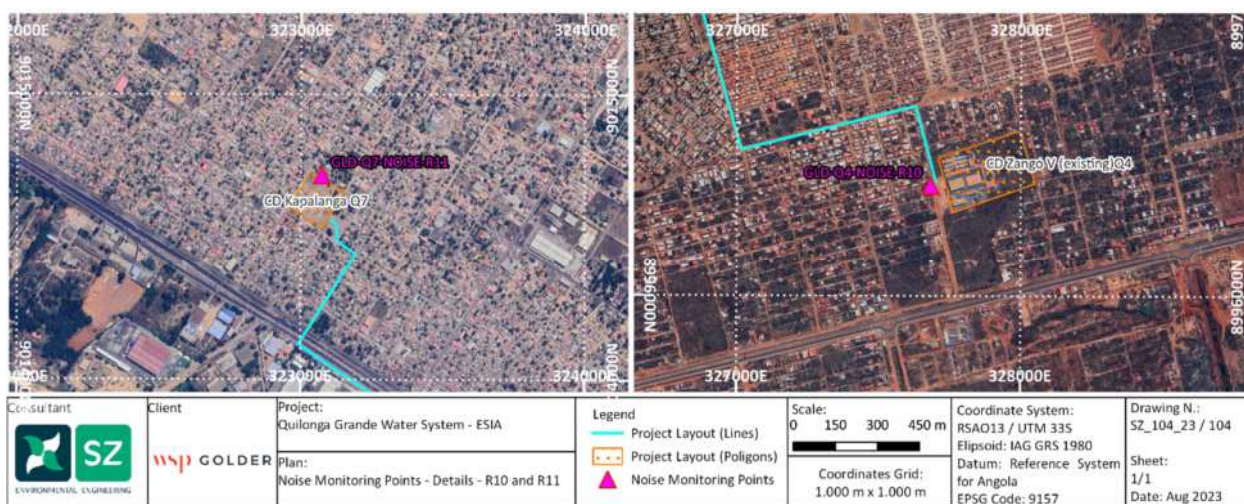 323000E
324000E
9015000N
9015000N
GLD-Q7-NOISE-R11
CD Kapalanga Q7
323000E
327000E
328000E
8997
GLD-Q4-NOISE-R10
CD Zango V (existing)Q4
8996000N
8996000N
327000E
328000E
Consultant
SZ
ENVIRONMENTAL ENGINEERING
Client
wsp GOLDER
Project:
Quilonga Grande Water System - ESIA
Plan:
Noise Monitoring Points - Details - R10 and R11
Legend
Project Layout (Lines)
Project Layout (Poligons)
Noise Monitoring Points
Scale:
0 150 300 450 m
Coordinates Grid:
1.000 m x 1.000 m
Coordinate System:
RSAO13 / UTM 33S
Elipsoid: IAG GRS 1980
Datum: Reference System
for Angola
EPSG Code: 9157
Drawing N.:
SZ_104_23 / 104
Sheet:
1/1
Date: Aug 2023